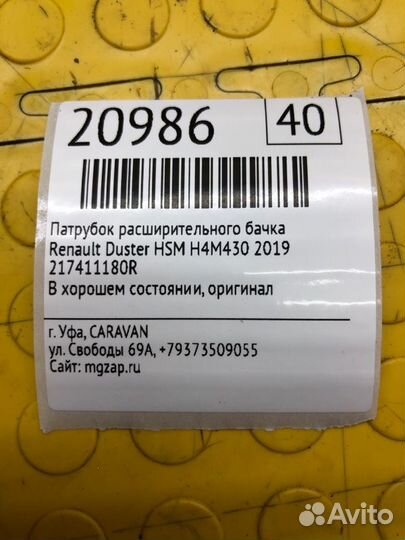 20986
40
Патрубок расширительного бачка
Renault Duster HSM H4M430 2019
217411180R
В хорошем состоянии, оригинал
г. Уфа, CARAVAN
ул. Свободы 69А, +79373509055
Сайт: mgzap.ru
Avito